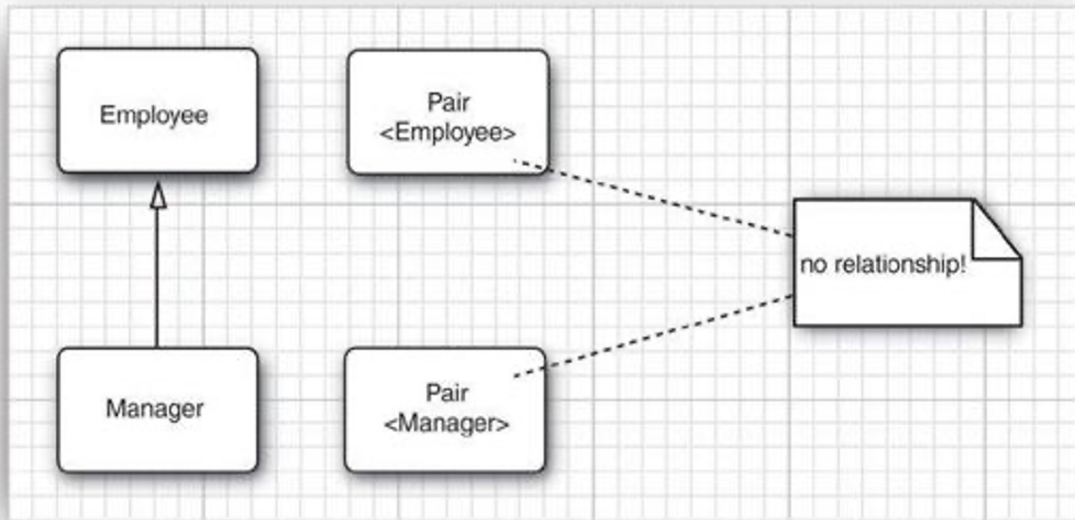 Employee
Pair
<Employee>
no relationship!
Manager
Pair
<Manager>